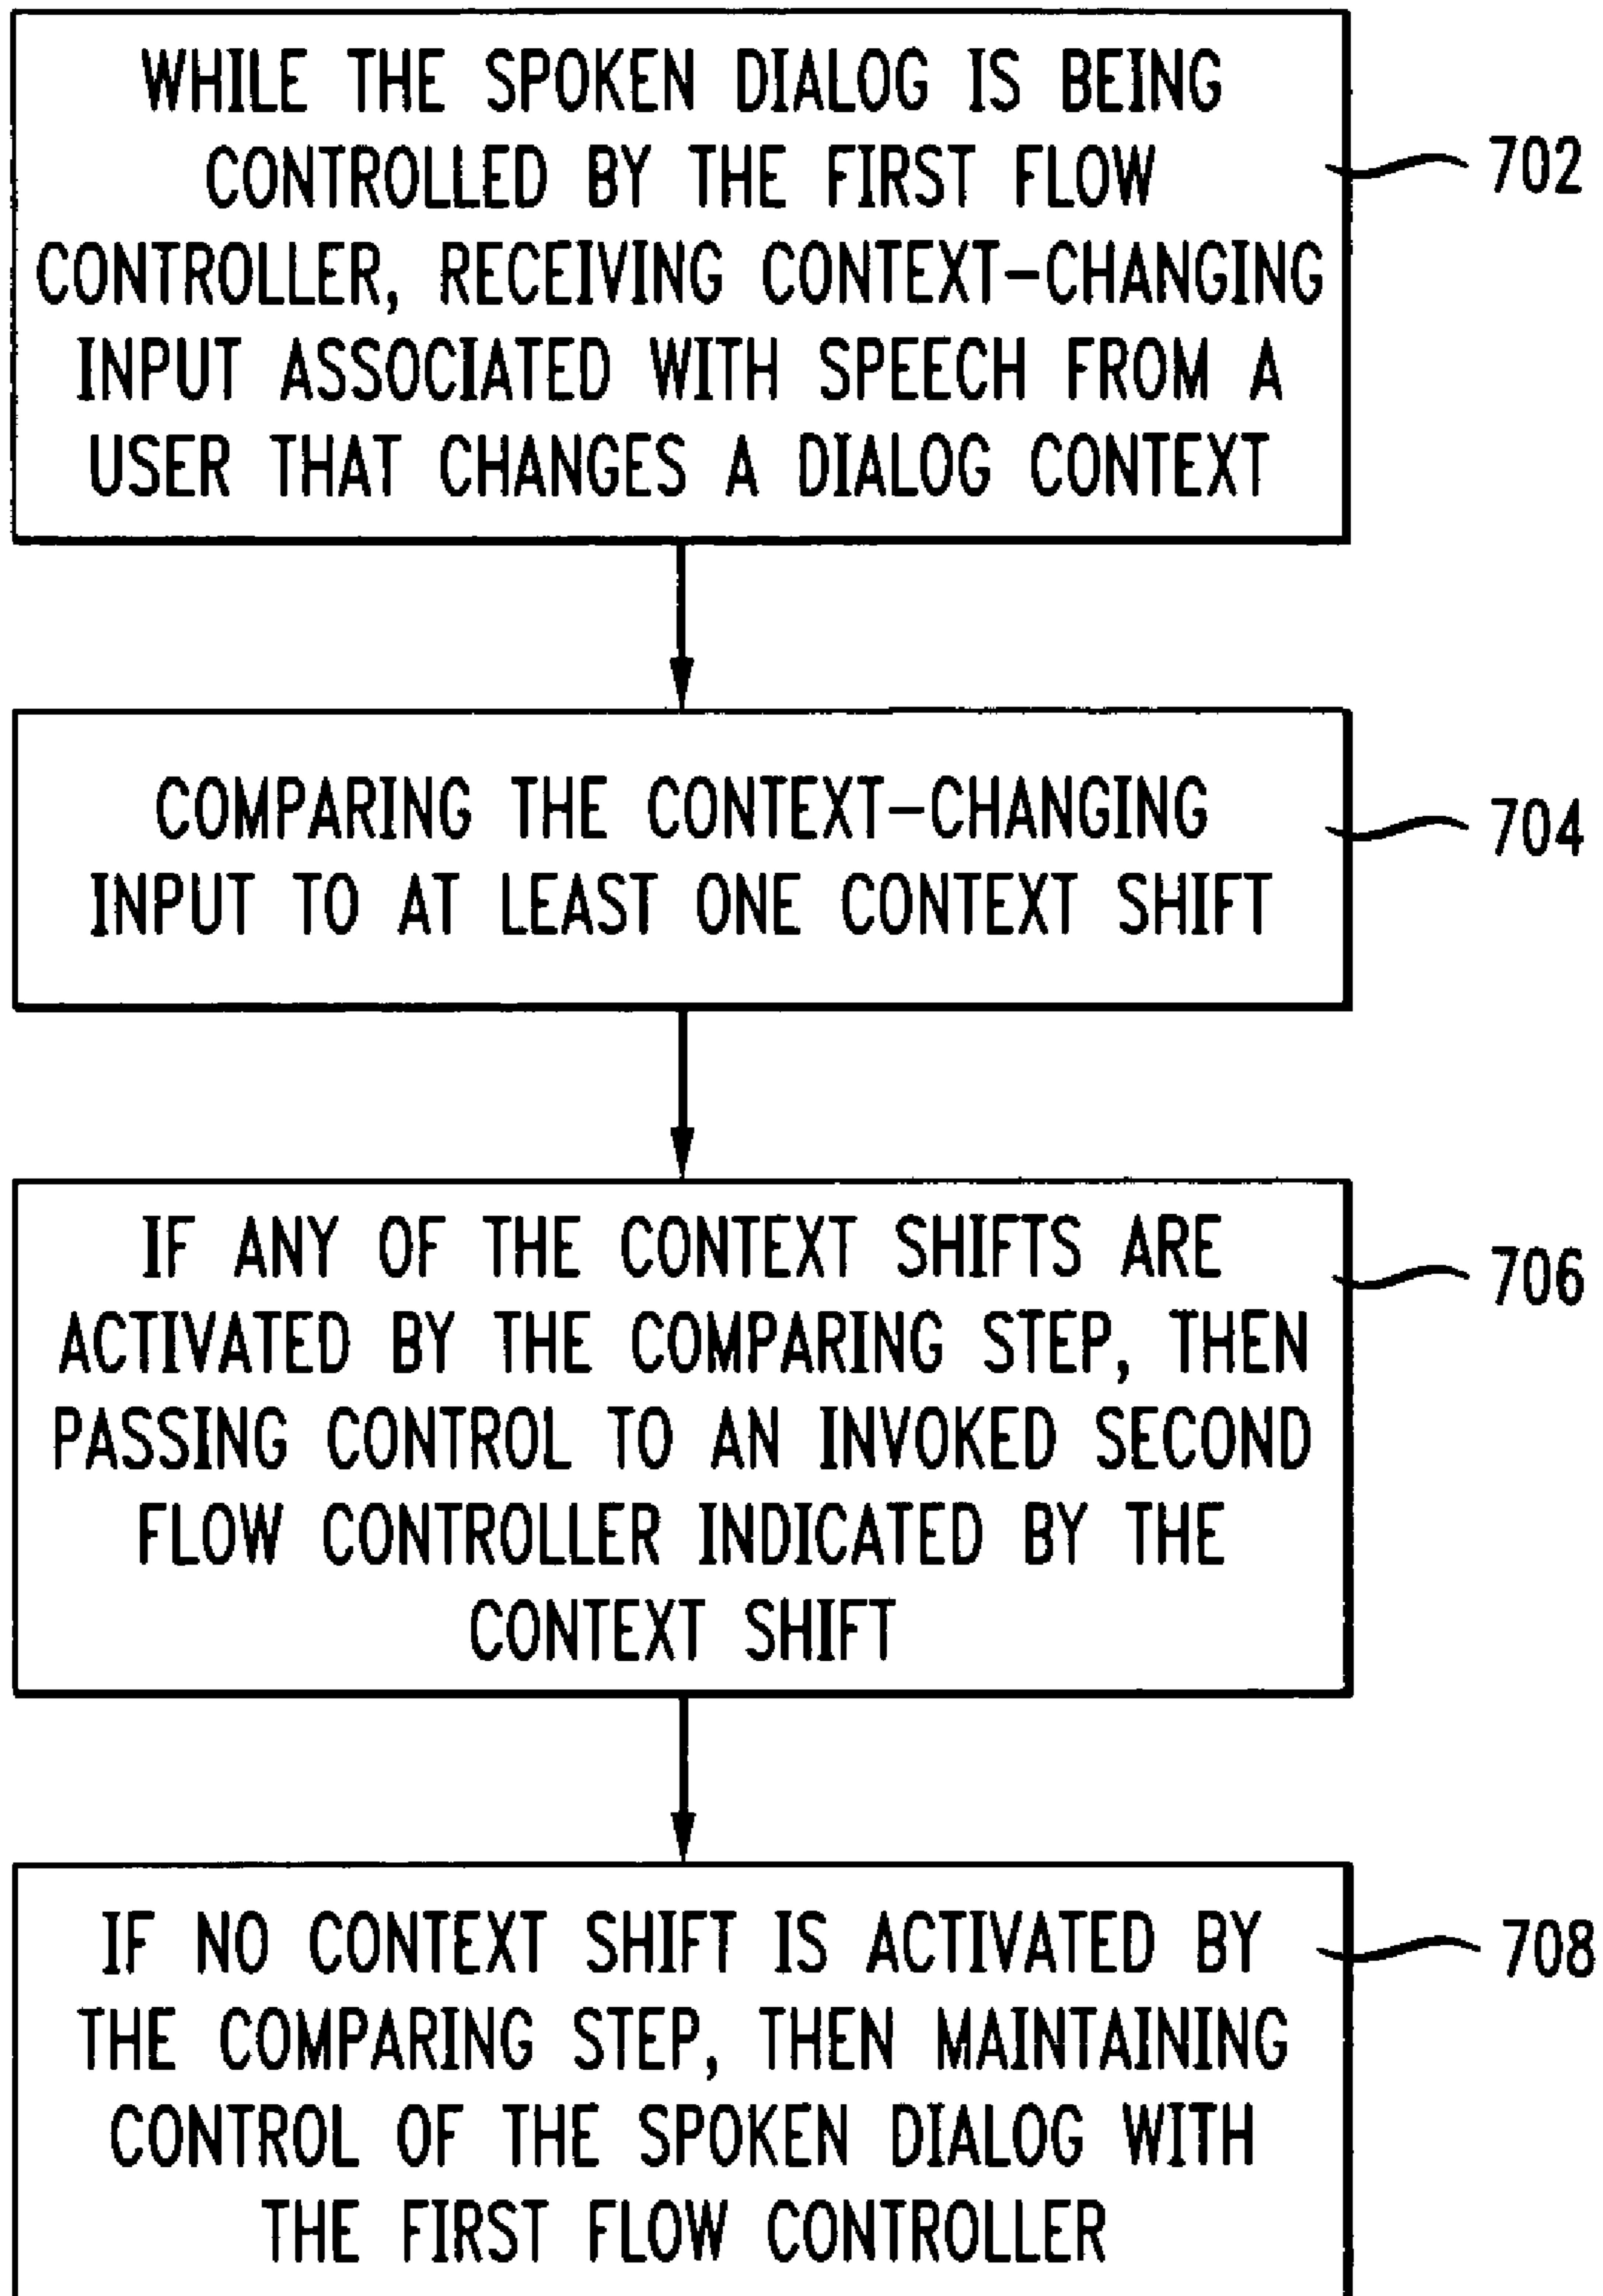 WHILE THE SPOKEN DIALOG IS BEING
CONTROLLED BY THE FIRST FLOW
CONTROLLER, RECEIVING CONTEXT-CHANGING
INPUT ASSOCIATED WITH SPEECH FROM A
USER THAT CHANGES A DIALOG CONTEXT
702
COMPARING THE CONTEXT-CHANGING
INPUT TO AT LEAST ONE CONTEXT SHIFT
704
IF ANY OF THE CONTEXT SHIFTS ARE
ACTIVATED BY THE COMPARING STEP, THEN
PASSING CONTROL TO AN INVOKED SECOND
FLOW CONTROLLER INDICATED BY THE
CONTEXT SHIFT
706
IF NO CONTEXT SHIFT IS ACTIVATED BY
THE COMPARING STEP, THEN MAINTAINING
CONTROL OF THE SPOKEN DIALOG WITH
THE FIRST FLOW CONTROLLER
708